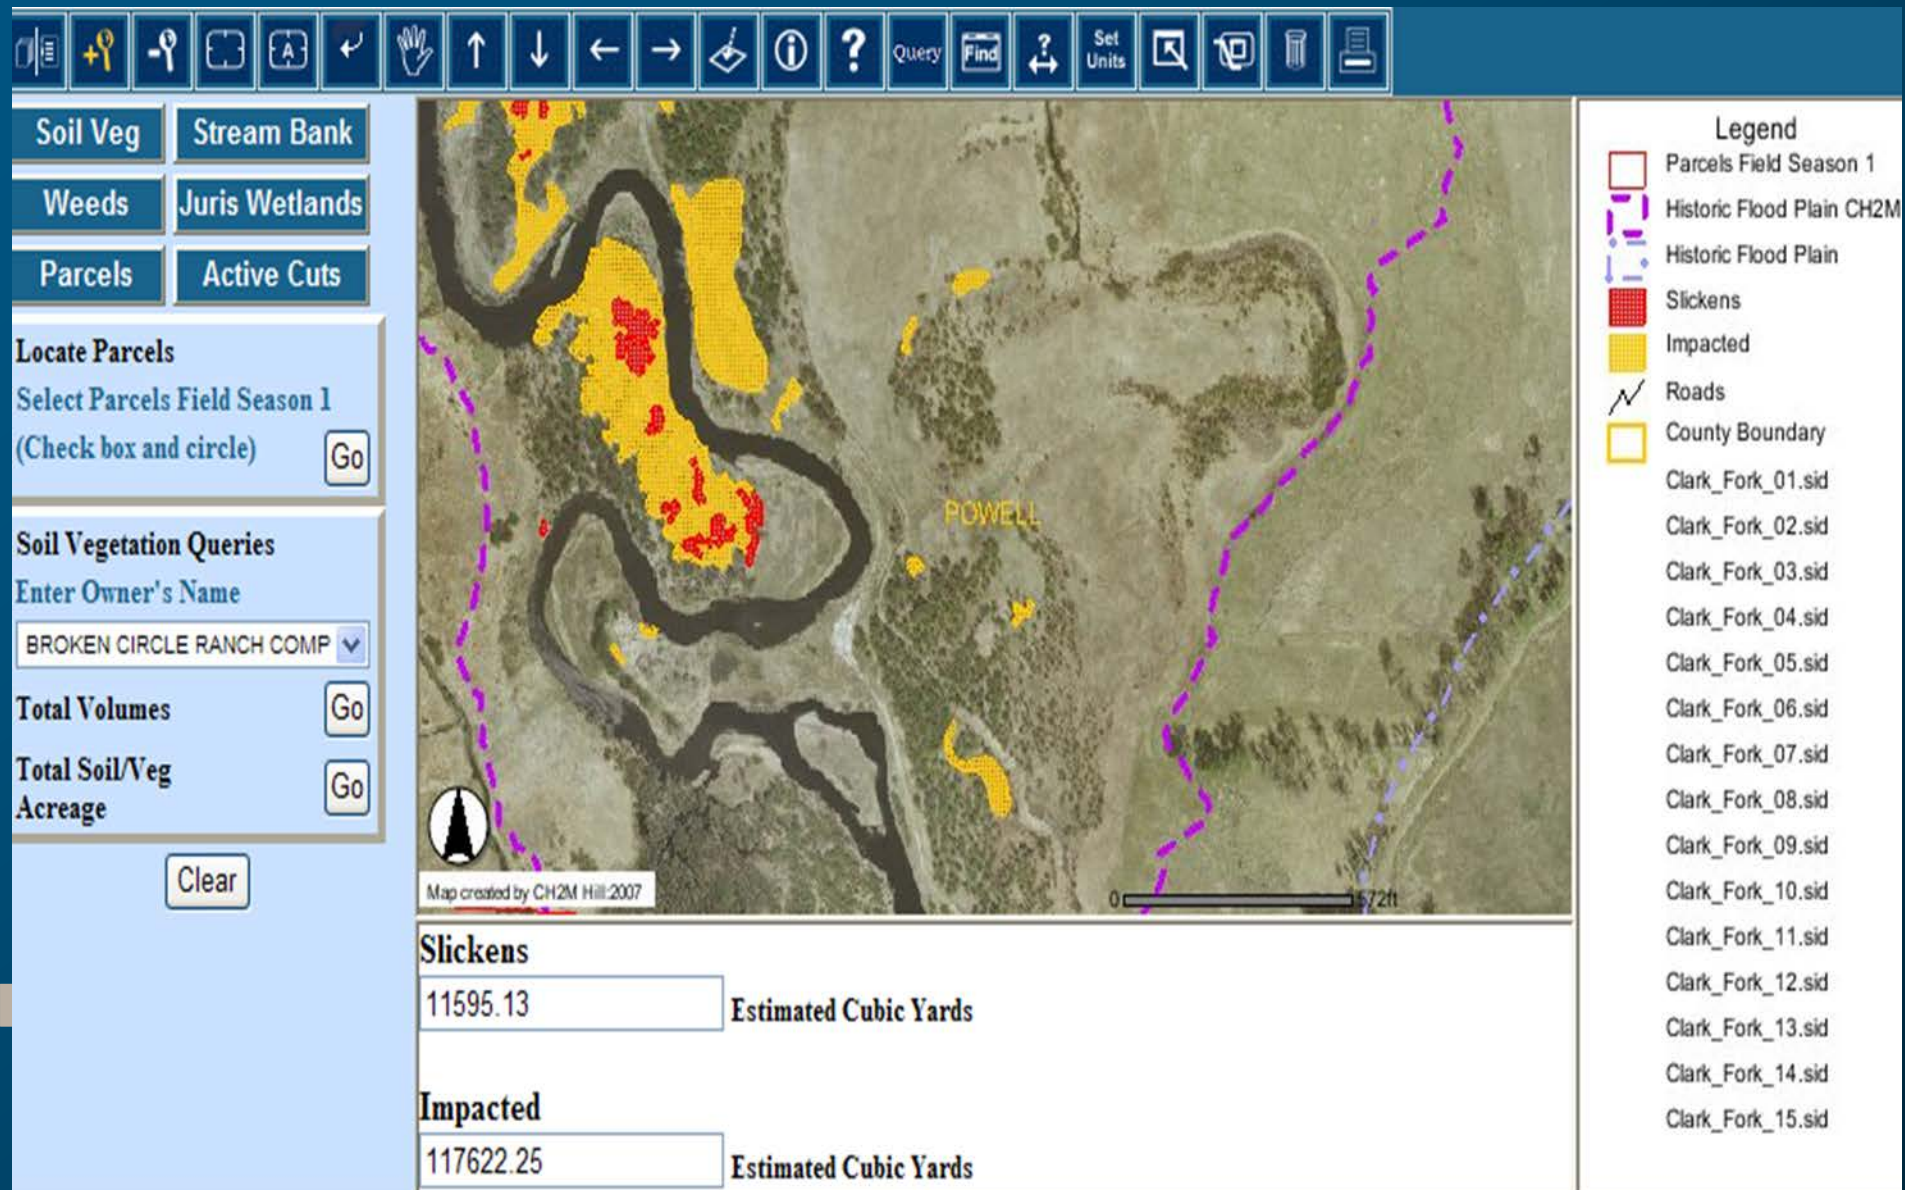 A
?
Query
Find
?
Set
Units
Soil Veg
Stream Bank
Weeds
Juris Wetlands
Parcels
Active Cuts
Locate Parcels
Select Parcels Field Season 1
(Check box and circle)
Go
Soil Vegetation Queries
Enter Owner's Name
BROKEN CIRCLE RANCH COMP
Total Volumes
Go
Total Soil/Veg
Acreage
Go
Clear
POWELL
Map created by CH2M Hill:2007
0
572ft
Slickens
11595.13
Estimated Cubic Yards
Impacted
117622.25
Estimated Cubic Yards
Legend
Parcels Field Season 1
Historic Flood Plain CH2M
Historic Flood Plain
Slickens
Impacted
Roads
County Boundary
Clark_Fork_01.sid
Clark_Fork_02.sid
Clark_Fork_03.sid
Clark_Fork_04.sid
Clark_Fork_05.sid
Clark_Fork_06.sid
Clark_Fork_07.sid
Clark_Fork_08.sid
Clark_Fork_09.sid
Clark_Fork_10.sid
Clark_Fork_11.sid
Clark_Fork_12.sid
Clark_Fork_13.sid
Clark_Fork_14.sid
Clark_Fork_15.sid